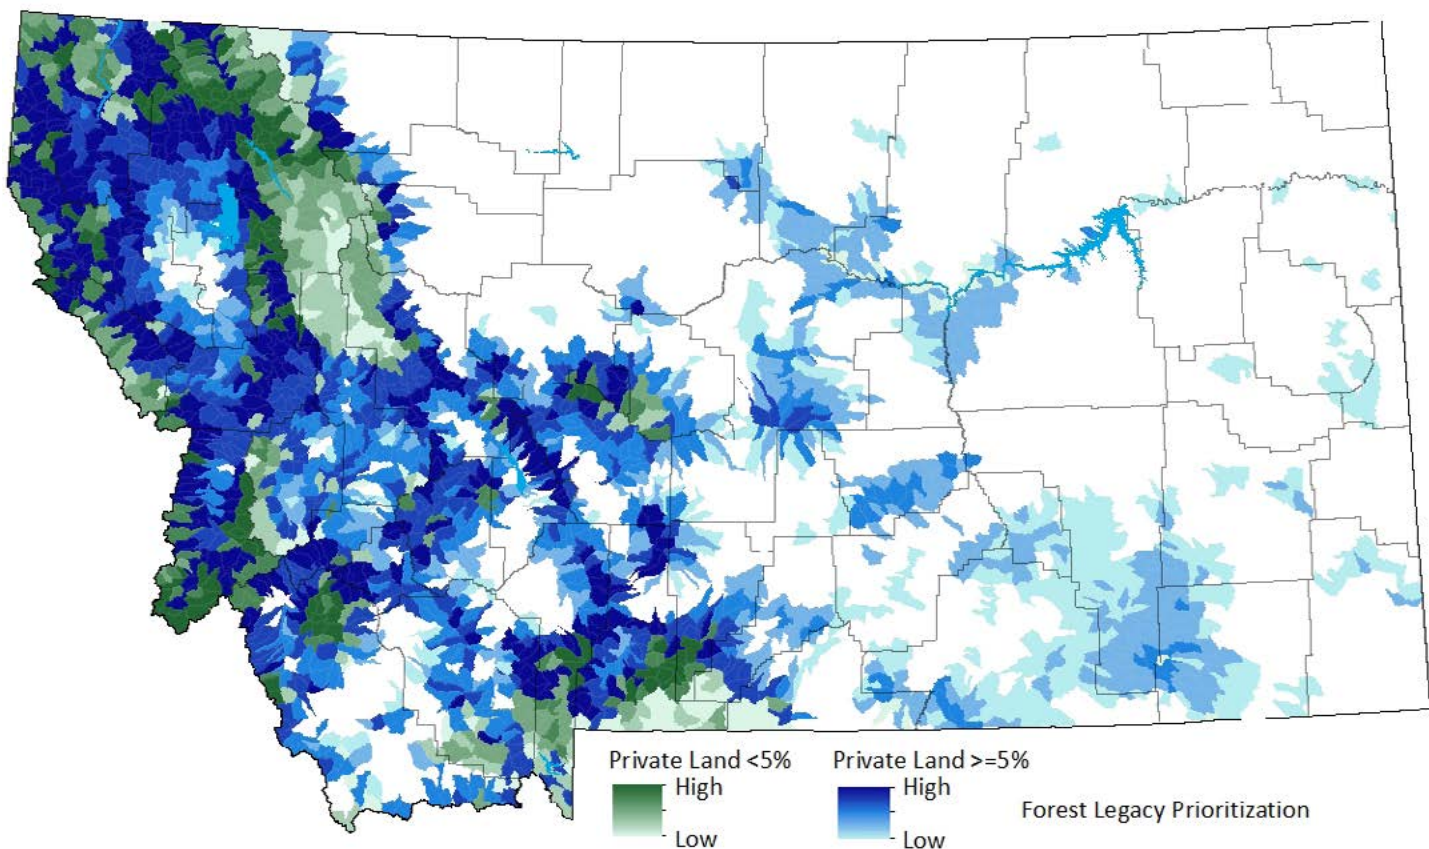 Private Land <5%
High
Low
Private Land >=5%
High
Low
Forest Legacy Prioritization